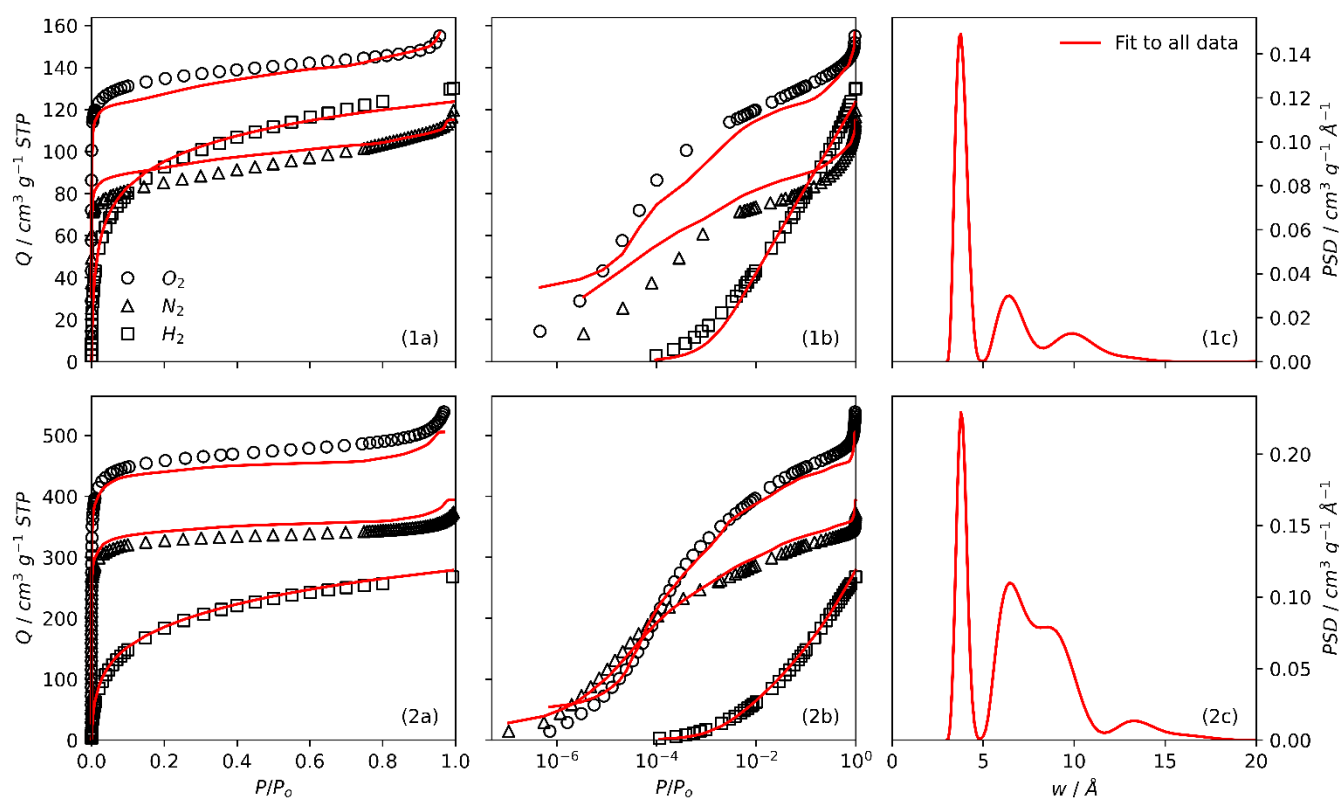 160
140
120
100
80
60
40
20
0
Q / cm³ g⁻¹ STP
O₂
N₂
H₂
(1a)
(1b)
Fit to all data
0.14
0.12
0.10
0.08
0.06
0.04
0.02
0.00
PSD / cm³ g⁻¹ Å⁻¹
(1c)
500
400
300
200
100
0
Q / cm³ g⁻¹ STP
(2a)
0.0 0.2 0.4 0.6 0.8 1.0
P/Pₒ
(2b)
10⁻⁶ 10⁻⁴ 10⁻² 10⁰
P/Pₒ
0.20
0.15
0.10
0.05
0.00
PSD / cm³ g⁻¹ Å⁻¹
(2c)
0 5 10 15 20
w / Å